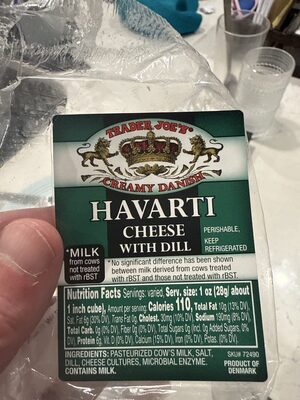 TRADER JOE'S
CREAMY DANISH
HAVARTI
CHEESE
WITH DILL
PERISHABLE,
KEEP
REFRIGERATED
*MILK
from cows
not treated
with rBST
*No significant difference has been shown
between milk derived from cows treated
with rBST and those not treated with rBST.
Nutrition Facts Servings: varied, Serv. size: 1 oz (28g/ about
1 inch cube), Amount per serving: Calories 110, Total Fat 10g (13% DV),
Sat. Fat 6g (30% DV), Trans Fat 0g, Cholest. 30mg (10% DV), Sodium 190mg (8% DV),
Total Carb. 0g (0% DV), Fiber 0g (0% DV), Total Sugars 0g (Incl. 0g Added Sugars, 0%
DV), Protein 6g, Vit. D (0% DV), Calcium (15% DV), Iron (0% DV), Potas. (0% DV).
INGREDIENTS: PASTEURIZED COW'S MILK, SALT,
DILL, CHEESE CULTURES, MICROBIAL ENZYME.
CONTAINS MILK.
SKU# 72490
PRODUCT OF
DENMARK